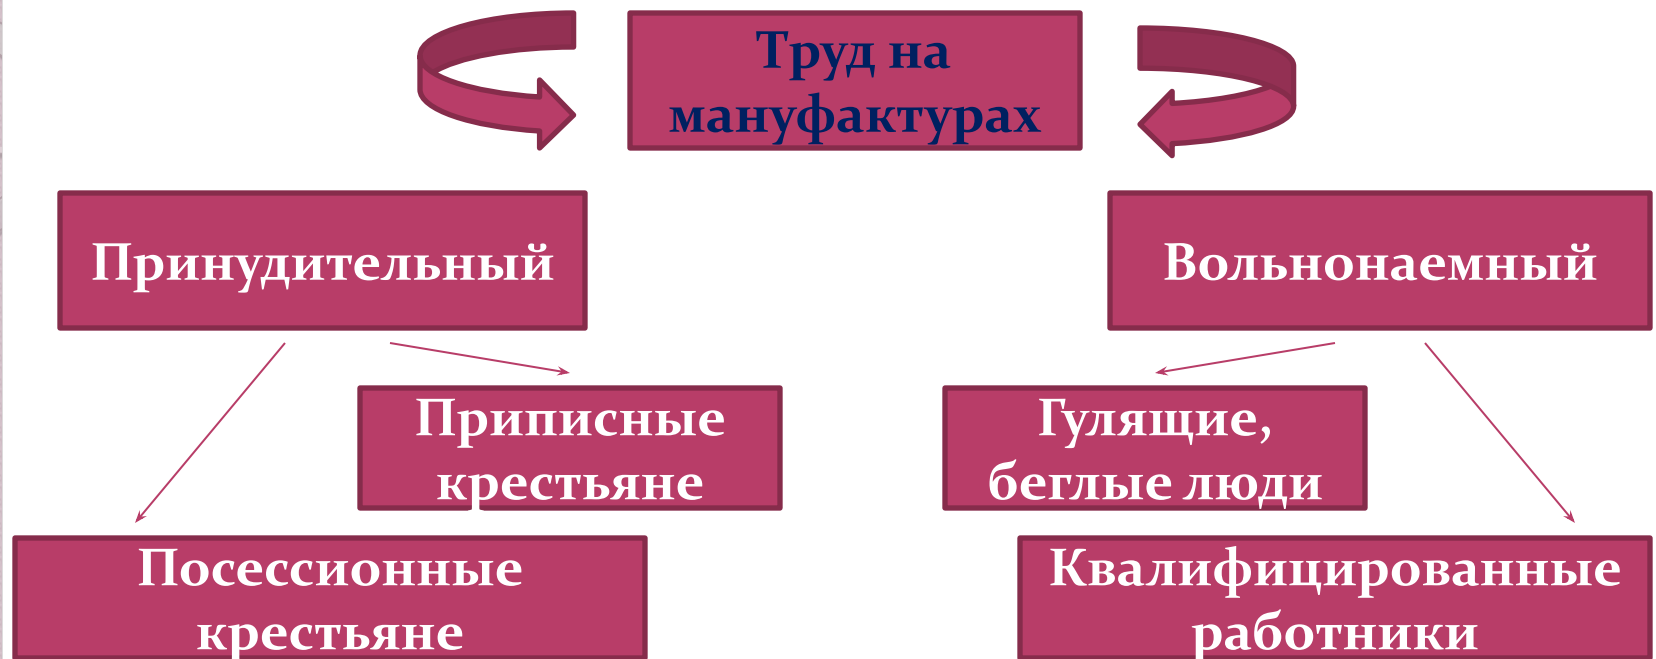 Труд на
мануфактурах
Принудительный
Вольнонаемный
Приписные
крестьяне
Гулящие,
беглые люди
Посессионные
крестьяне
Квалифицированные
работники